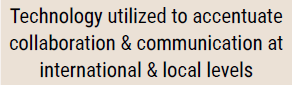 Technology utilized to accentuate
collaboration & communication at
international & local levels